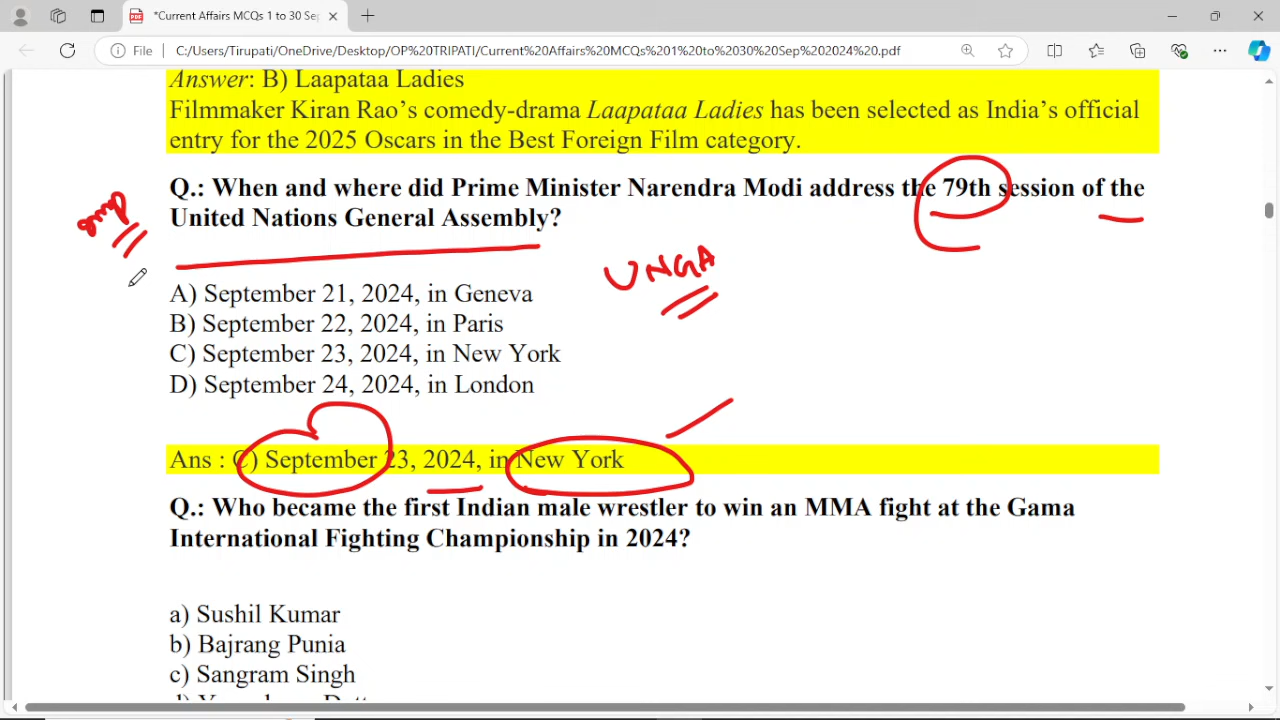 *Current Affairs MCQs 1 to 30 Sep
File
C:/Users/Tirupati/OneDrive/Desktop/OP%20TRIPATI/Current%20Affairs%20MCQs%201%20to%2030%20Sep%202024%20.pdf
Answer: B) Laapataa Ladies
Filmmaker Kiran Rao’s comedy-drama Laapataa Ladies has been selected as India’s official
entry for the 2025 Oscars in the Best Foreign Film category.
Q.: When and where did Prime Minister Narendra Modi address the 79th session of the
United Nations General Assembly?
UNGA
A) September 21, 2024, in Geneva
B) September 22, 2024, in Paris
C) September 23, 2024, in New York
D) September 24, 2024, in London
Ans : C) September 23, 2024, in New York
Q.: Who became the first Indian male wrestler to win an MMA fight at the Gama
International Fighting Championship in 2024?
a) Sushil Kumar
b) Bajrang Punia
c) Sangram Singh